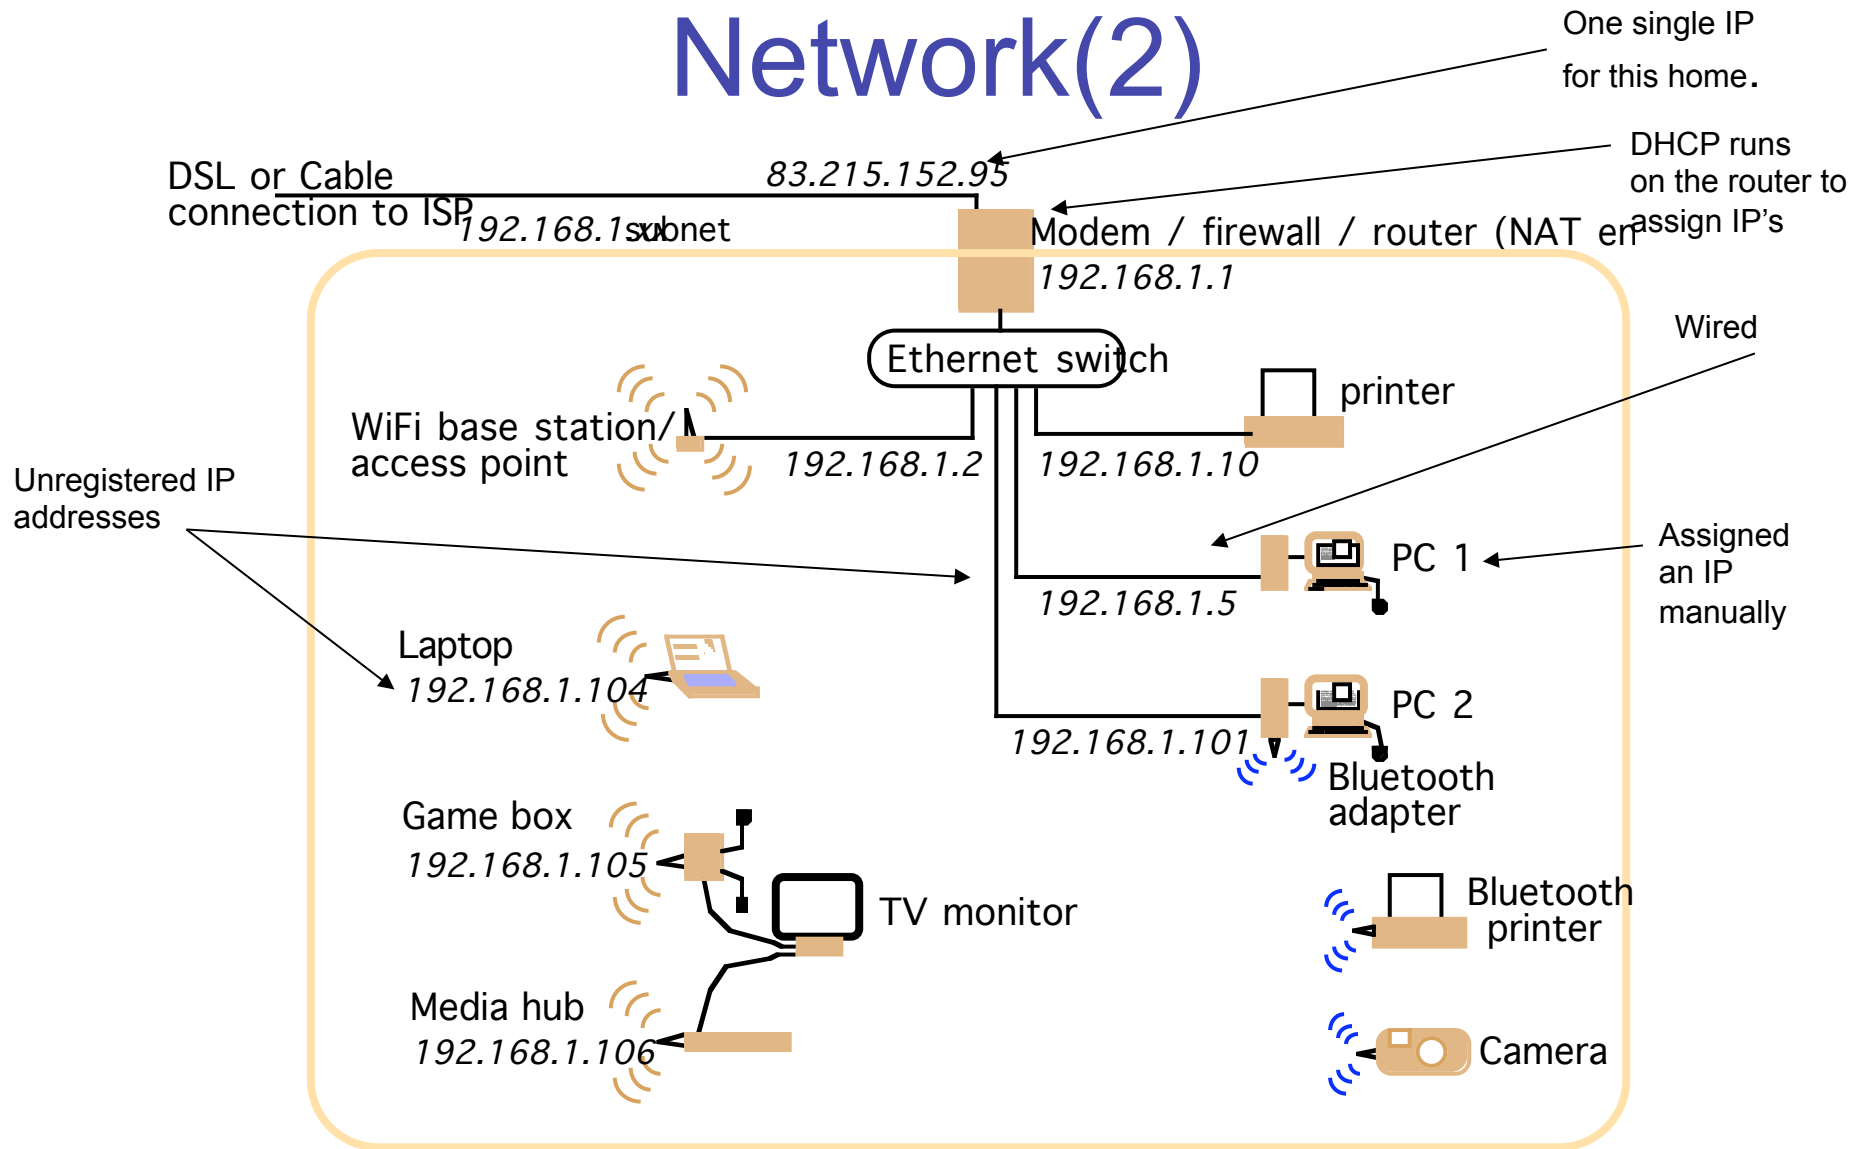 Network(2)
One single IP
for this home.
DHCP runs
on the router to
assign IP's
DSL or Cable
connection to ISP
83.215.152.95
192.168.1.xx subnet
Modem / firewall / router (NAT en
192.168.1.1
Wired
Ethernet switch
printer
WiFi base station/
access point
192.168.1.2
192.168.1.10
Unregistered IP
addresses
PC 1
Assigned
an IP
manually
192.168.1.5
Laptop
192.168.1.104
PC 2
192.168.1.101
Bluetooth
adapter
Game box
192.168.1.105
TV monitor
Bluetooth
printer
Media hub
192.168.1.106
Camera